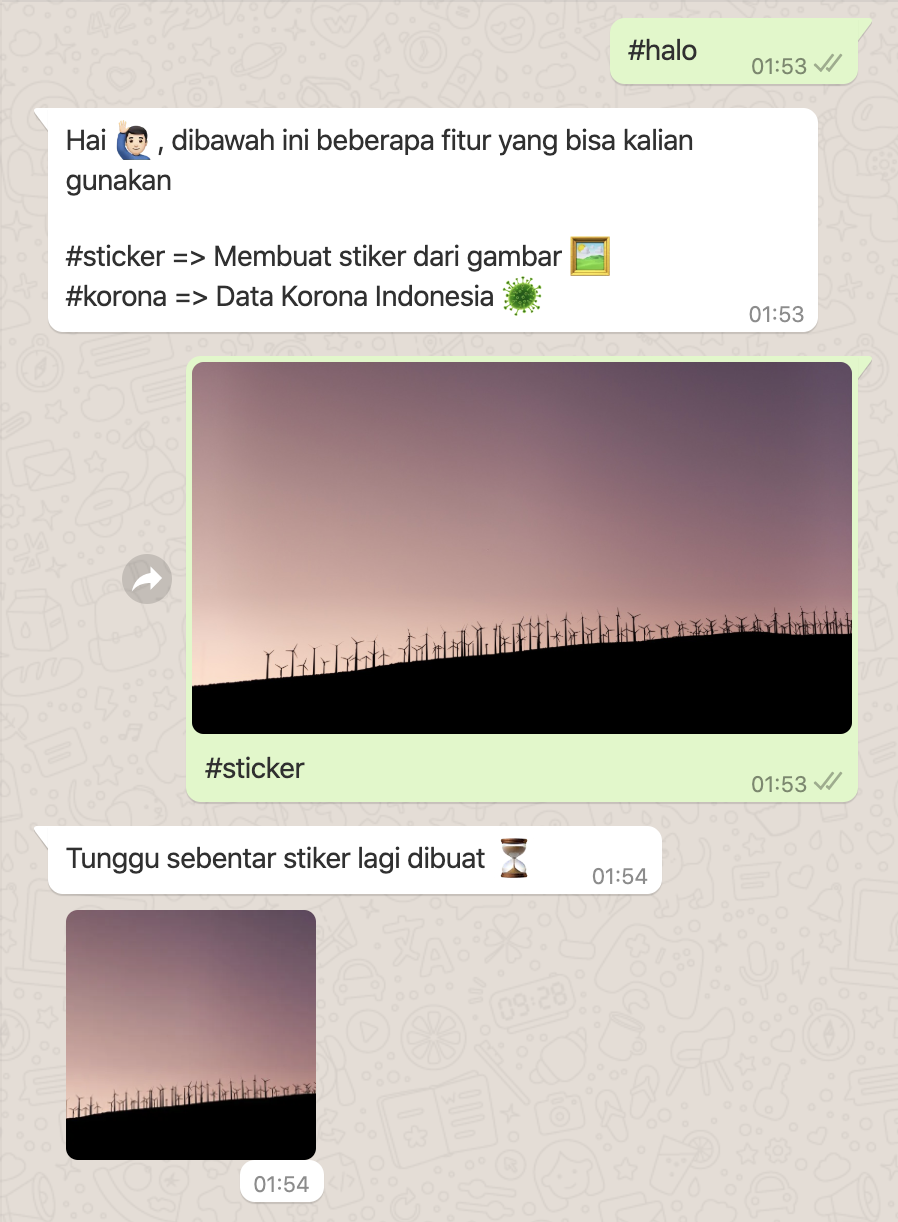 #halo
01:53
Hai 🙋🏻‍♂️, dibawah ini beberapa fitur yang bisa kalian
gunakan
#sticker => Membuat stiker dari gambar 🖼️
#korona => Data Korona Indonesia 🦠
01:53
#sticker
01:53
Tunggu sebentar stiker lagi dibuat ⏳
01:54
01:54